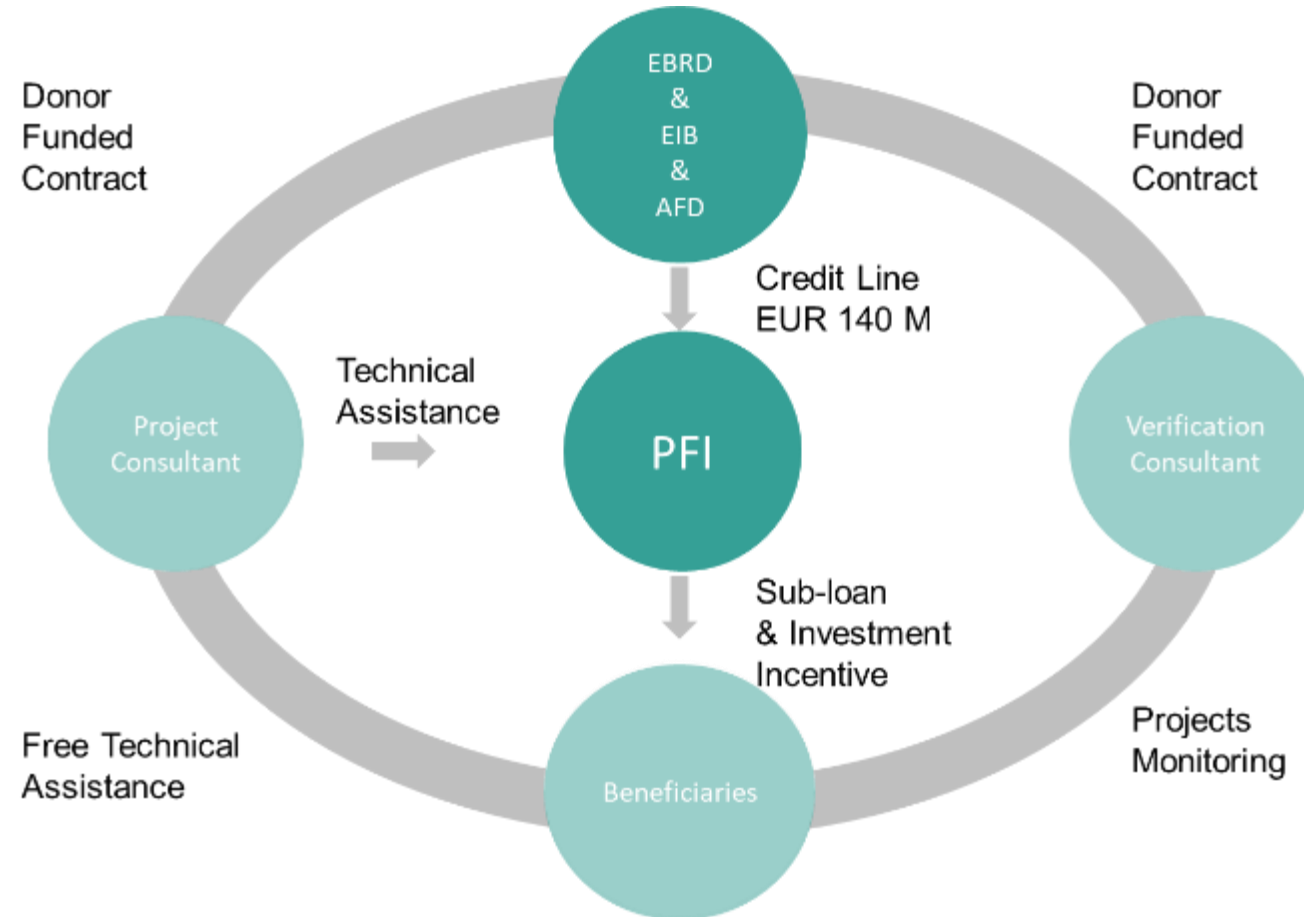 EBRD
&
EIB
&
AFD
Donor
Funded
Contract
Donor
Funded
Contract
Credit Line
EUR 140 M
Technical
Assistance
Project
Consultant
PFI
Verification
Consultant
Sub-loan
& Investment
Incentive
Free Technical
Assistance
Beneficiaries
Projects
Monitoring